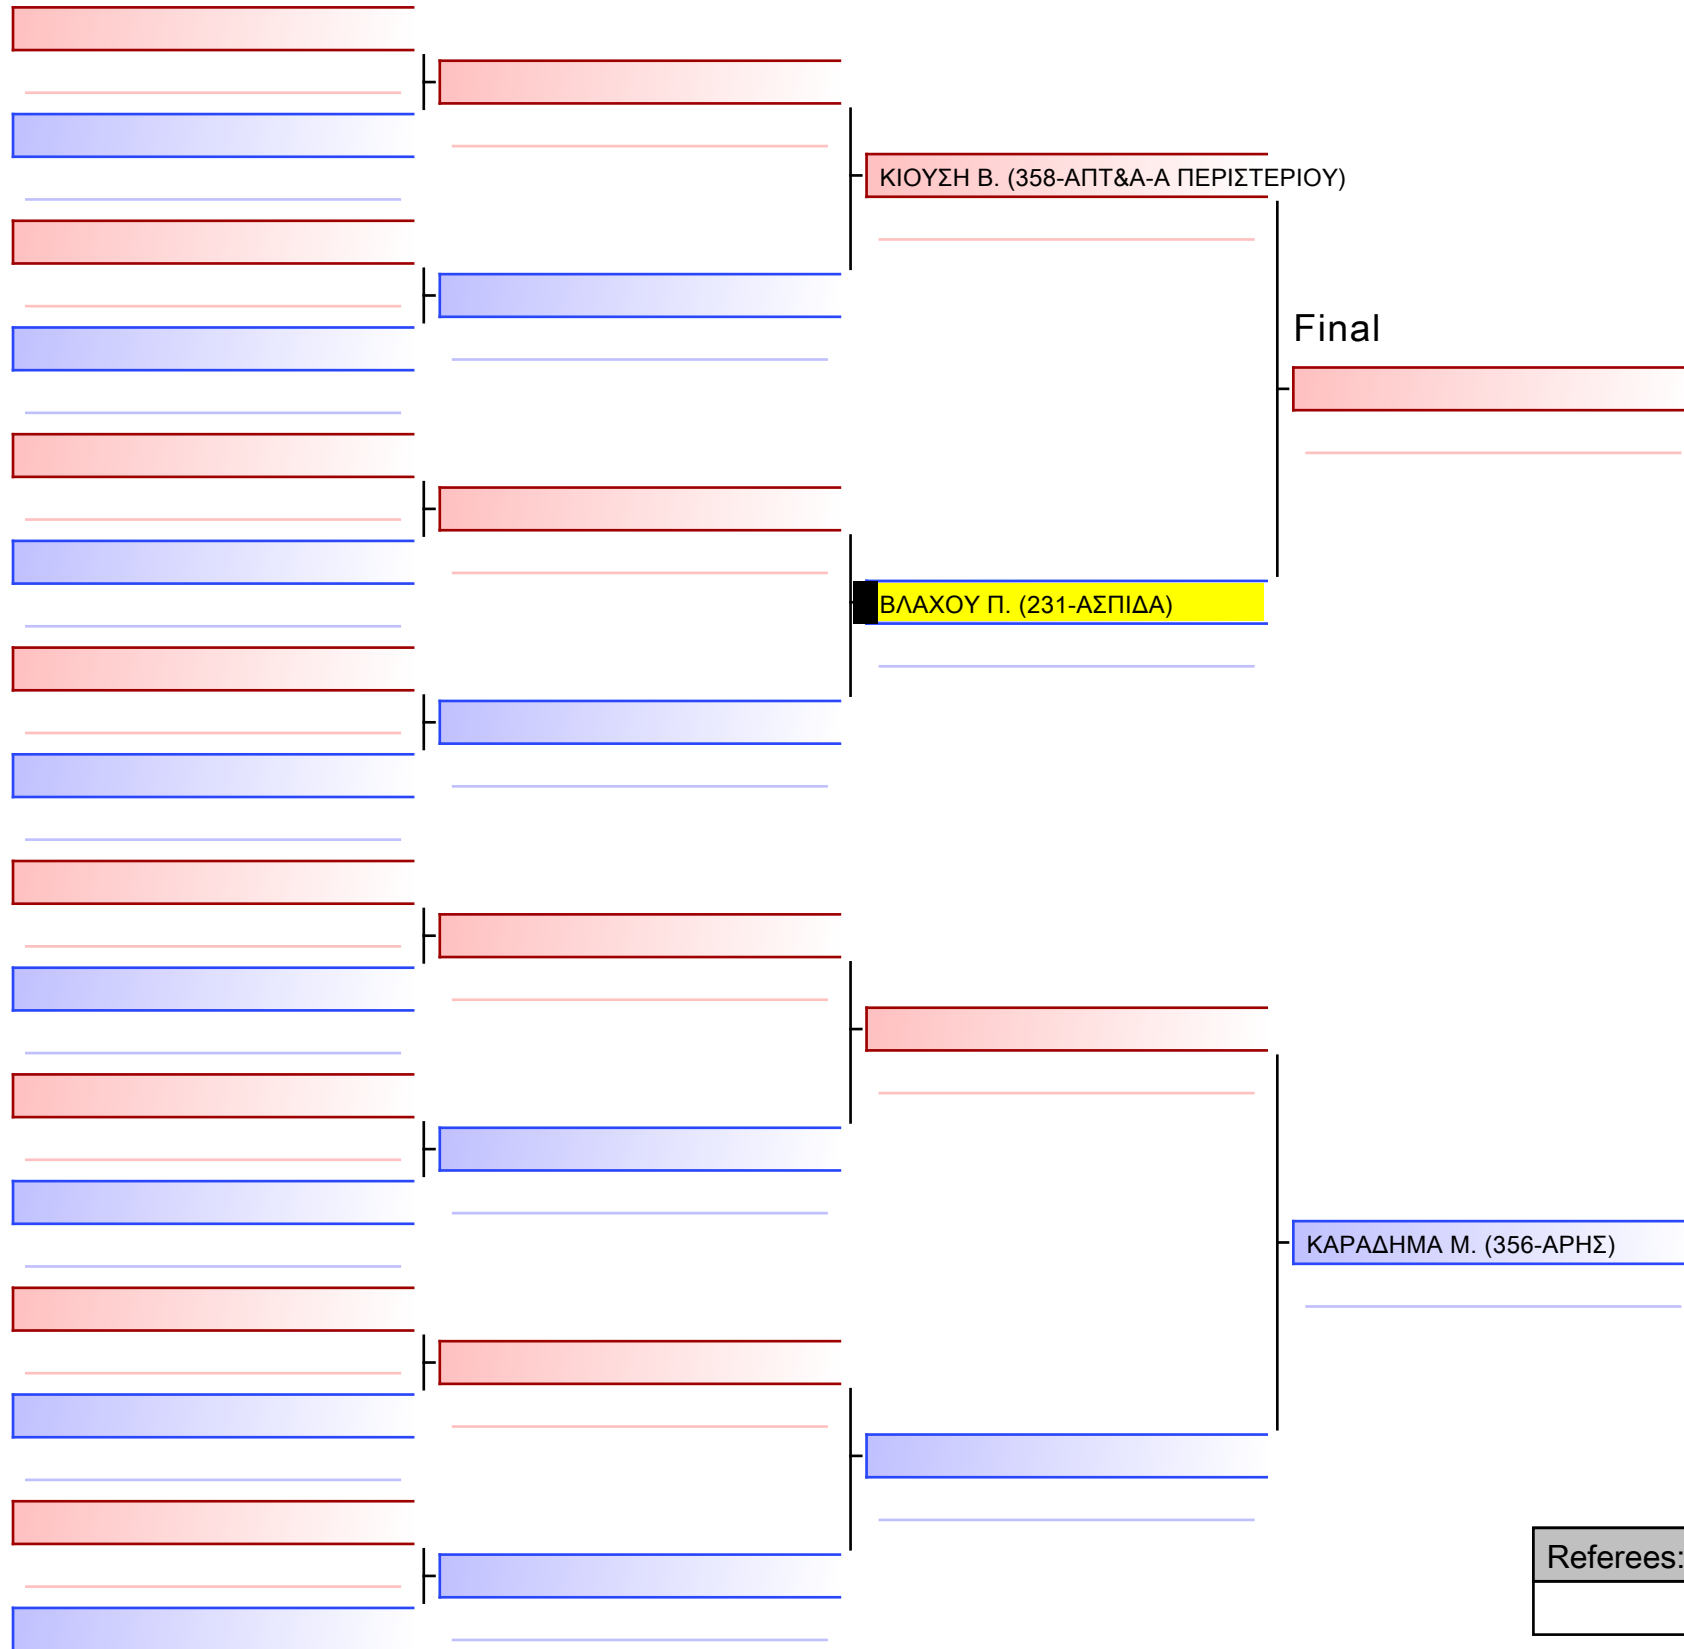 ΚΙΟΥΣΗ Β. (358-ΑΠΤ&Α-Α ΠΕΡΙΣΤΕΡΙΟΥ)
Final
ΒΛΑΧΟΥ Π. (231-ΑΣΠΙΔΑ)
ΚΑΡΑΔΗΜΑ Μ. (356-ΑΡΗΣ)
Referees: